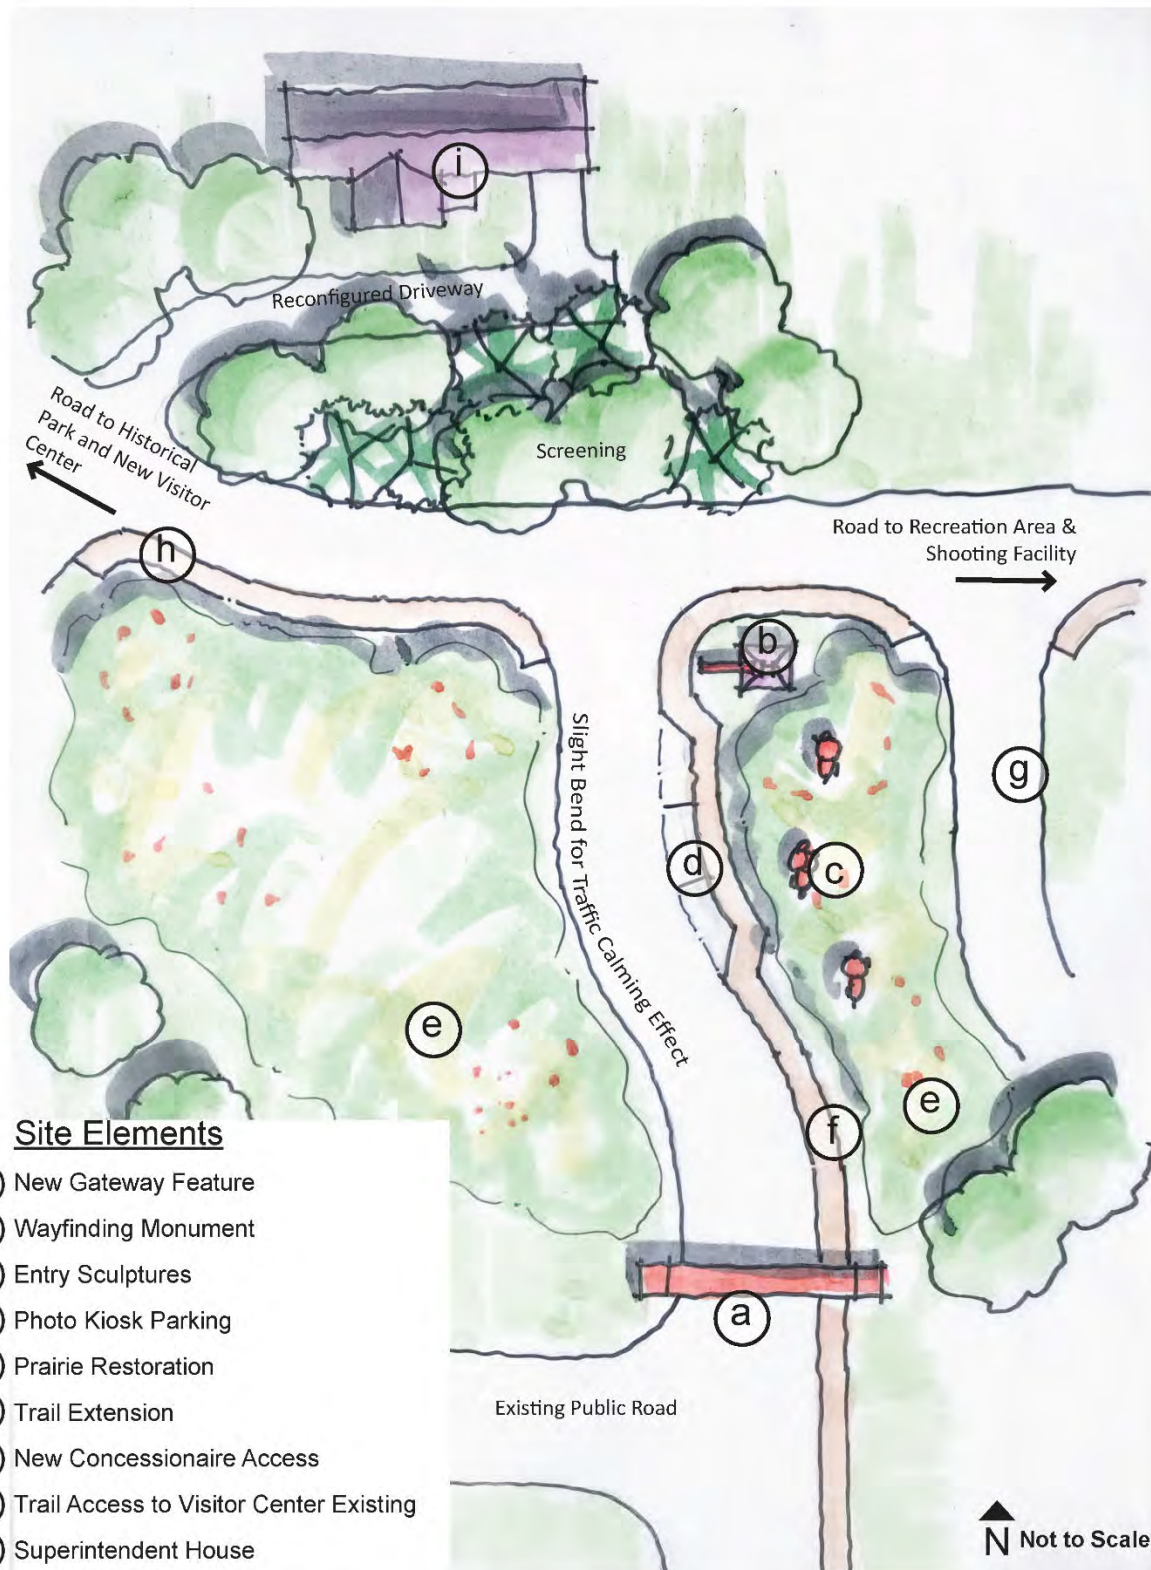 i
Reconfigured Driveway
Road to Historical
Park and New Visitor
Center
Screening
Road to Recreation Area &
Shooting Facility
h
b
Slight Bend for Traffic Calming Effect
g
d
c
e
e
f
a
Existing Public Road
Site Elements
New Gateway Feature
Wayfinding Monument
Entry Sculptures
Photo Kiosk Parking
Prairie Restoration
Trail Extension
New Concessionaire Access
Trail Access to Visitor Center Existing
Superintendent House
N Not to Scale